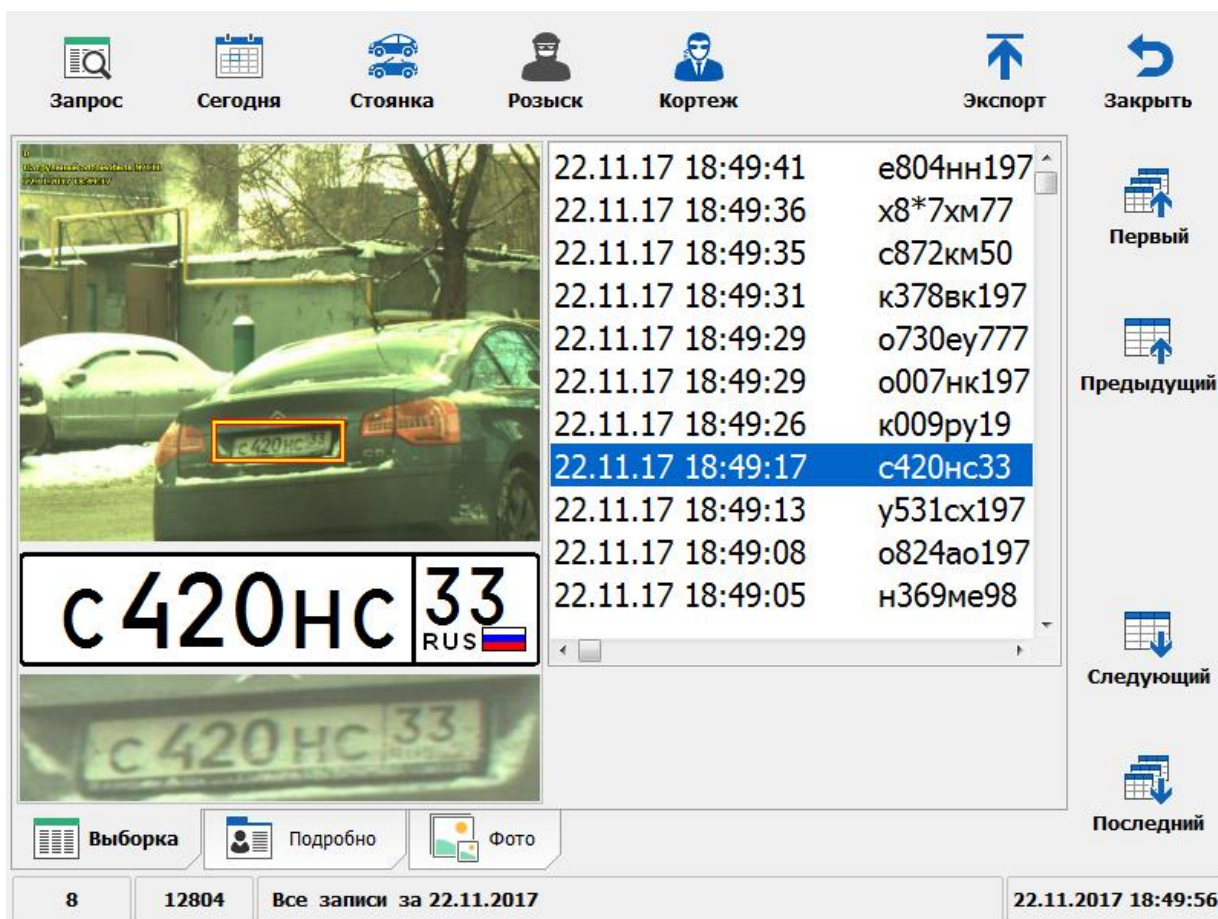 Запрос Сегодня Стоянка Розыск Кортеж Экспорт Закрыть
22.11.17 18:49:41 е804нн197
22.11.17 18:49:36 х8*7хм77
22.11.17 18:49:35 с872км50
22.11.17 18:49:31 к378вк197
22.11.17 18:49:29 о730еу777
22.11.17 18:49:29 о007нк197
22.11.17 18:49:26 к009ру19
22.11.17 18:49:17 с420нс33
22.11.17 18:49:13 у531сх197
22.11.17 18:49:08 о824ао197
22.11.17 18:49:05 н369ме98
Первый
Предыдущий
Следующий
Последний
с420нс 33
с420нс 33
RUS
с420нс 33
Выборка Подробно Фото
8 12804 Все записи за 22.11.2017 22.11.2017 18:49:56